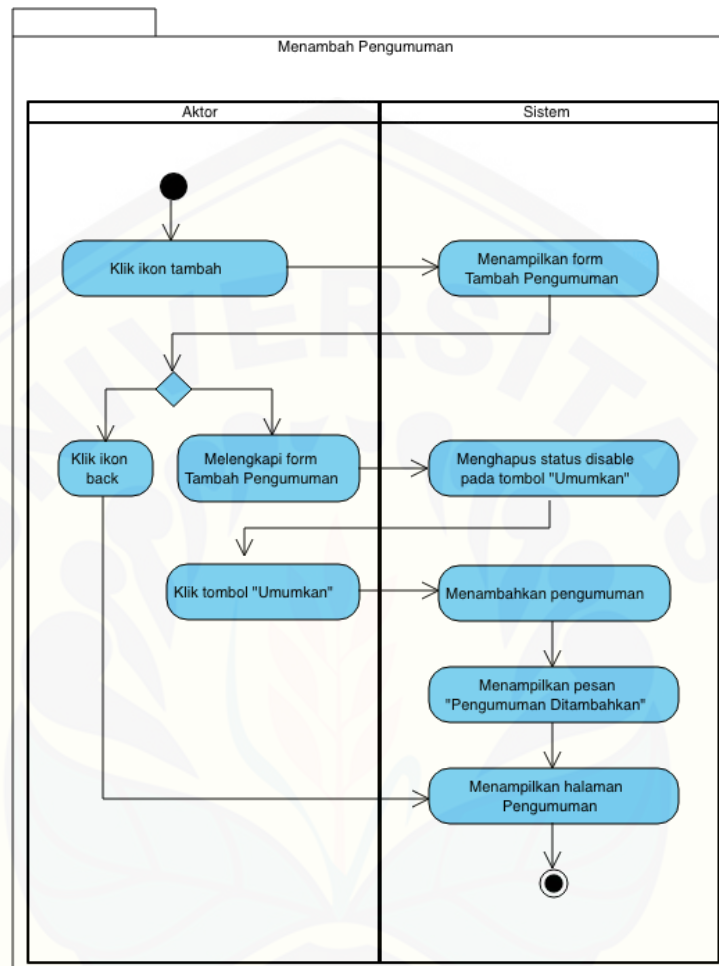 Menambah Pengumuman
Aktor
Sistem
Klik ikon tambah
Menampilkan form
Tambah Pengumuman
Klik ikon
back
Melengkapi form
Tambah Pengumuman
Menghapus status disable
pada tombol "Umumkan"
Klik tombol "Umumkan"
Menambahkan pengumuman
Menampilkan pesan
"Pengumuman Ditambahkan"
Menampilkan halaman
Pengumuman
UNIVERSITAS